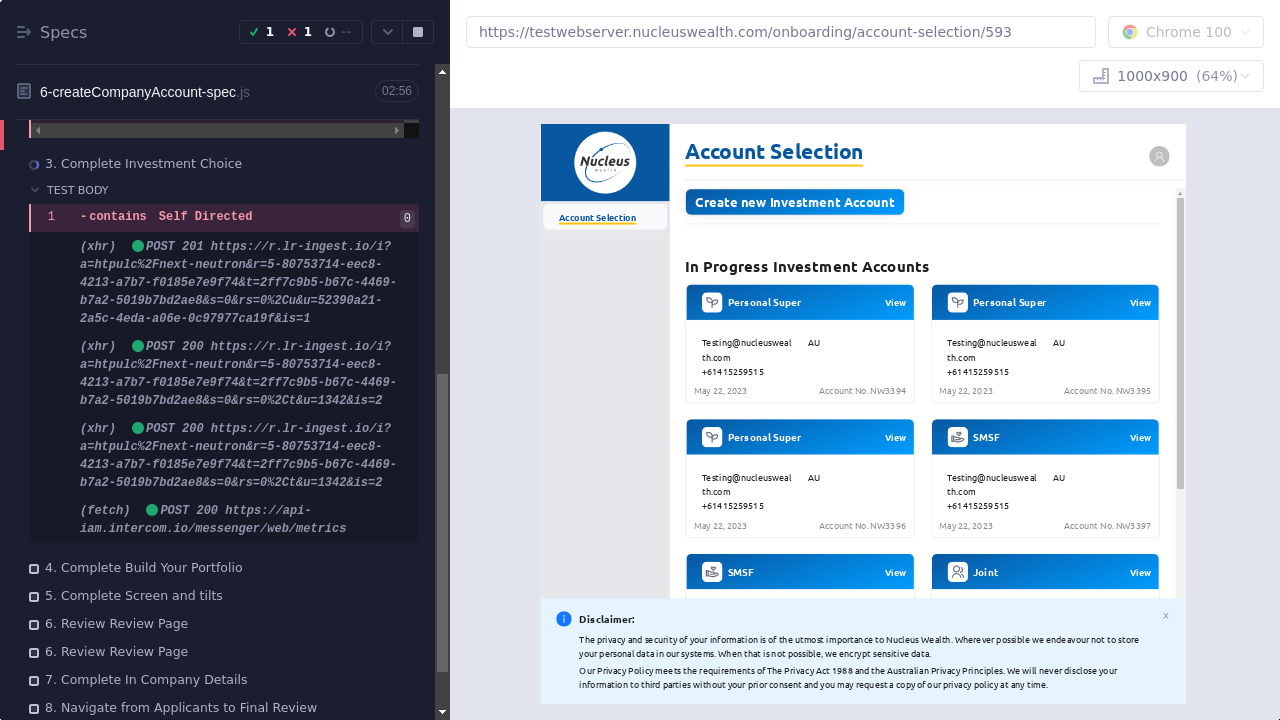 Specs
1
1
--
6-createCompanyAccount-spec.js
02:56
3. Complete Investment Choice
TEST BODY
1 -contains Self Directed 0
(xhr) POST 201 https://r.lr-ingest.io/i?
a=htpulc%2Fnext-neutron&r=5-80753714-eec8-
4213-a7b7-f0185e7e9f74&t=2ff7c9b5-b67c-4469-
b7a2-5019b7bd2ae8&s=0&rs=0%2Cu&u=52390a21-
2a5c-4eda-a06e-0c97977ca19f&is=1
(xhr) POST 200 https://r.lr-ingest.io/i?
a=htpulc%2Fnext-neutron&r=5-80753714-eec8-
4213-a7b7-f0185e7e9f74&t=2ff7c9b5-b67c-4469-
b7a2-5019b7bd2ae8&s=0&rs=0%2Ct&u=1342&is=2
(xhr) POST 200 https://r.lr-ingest.io/i?
a=htpulc%2Fnext-neutron&r=5-80753714-eec8-
4213-a7b7-f0185e7e9f74&t=2ff7c9b5-b67c-4469-
b7a2-5019b7bd2ae8&s=0&rs=0%2Ct&u=1342&is=2
(fetch) POST 200 https://api-
iam.intercom.io/messenger/web/metrics
4. Complete Build Your Portfolio
5. Complete Screen and tilts
6. Review Review Page
6. Review Review Page
7. Complete In Company Details
8. Navigate from Applicants to Final Review
https://testwebserver.nucleuswealth.com/onboarding/account-selection/593
Chrome 100
1000x900 (64%)
Nucleus
Wealth
Account Selection
Account Selection
Create new Investment Account
In Progress Investment Accounts
Personal Super View
Testing@nucleusweal AU
th.com
+61415259515
May 22, 2023 Account No. NW3394
Personal Super View
Testing@nucleusweal AU
th.com
+61415259515
May 22, 2023 Account No. NW3395
Personal Super View
Testing@nucleusweal AU
th.com
+61415259515
May 22, 2023 Account No. NW3396
SMSF View
Testing@nucleusweal AU
th.com
+61415259515
May 22, 2023 Account No. NW3397
SMSF View
Joint View
Disclaimer:
The privacy and security of your information is of the utmost importance to Nucleus Wealth. Wherever possible we endeavour not to store
your personal data in our systems. When that is not possible, we encrypt sensitive data.
Our Privacy Policy meets the requirements of The Privacy Act 1988 and the Australian Privacy Principles. We will never disclose your
information to third parties without your prior consent and you may request a copy of our privacy policy at any time.